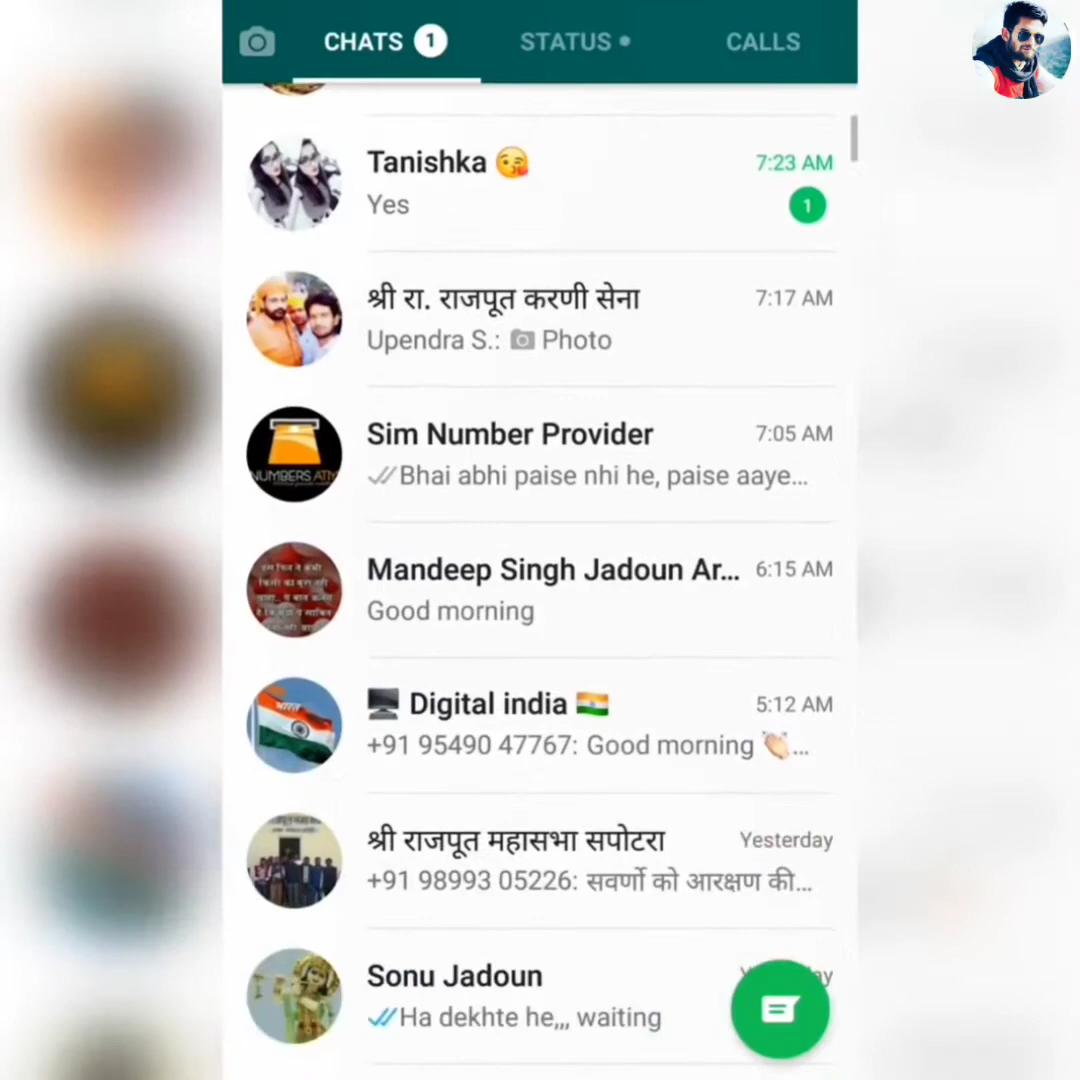 CHATS 1 STATUS • CALLS
Tanishka 😘 7:23 AM
Yes 1
श्री रा. राजपूत करणी सेना 7:17 AM
Upendra S.: 📷 Photo
Sim Number Provider 7:05 AM
Bhai abhi paise nhi he, paise aaye...
NUMBERS ATM
Mandeep Singh Jadoun Ar... 6:15 AM
Good morning
🖥 Digital india 🇮🇳 5:12 AM
+91 95490 47767: Good morning 👏...
श्री राजपूत महासभा सपोटरा Yesterday
+91 98993 05226: सवर्णो को आरक्षण की...
Sonu Jadoun
Ha dekhte he,,, waiting